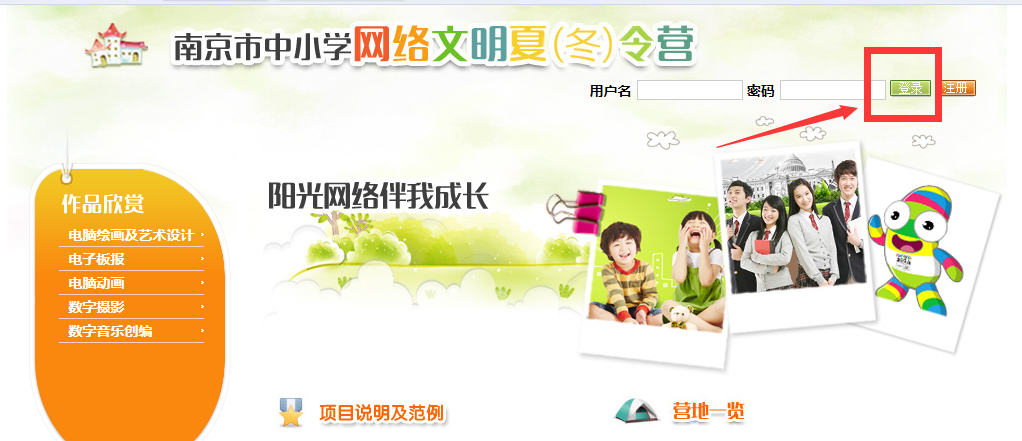 南京市中小学网络文明夏(冬)令营
用户名 密码 登录 注册
作品欣赏
电脑绘画及艺术设计
电子板报
电脑动画
数字摄影
数字音乐创编
阳光网络伴我成长
项目说明及范例
营地一览